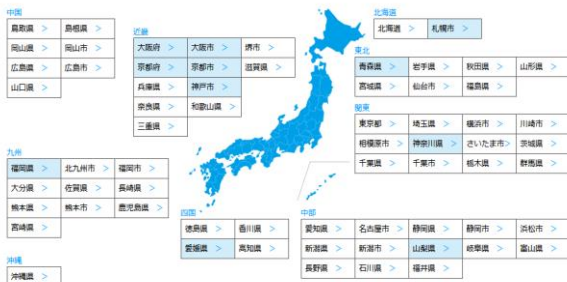 中国
鳥取県 > 島根県 >
岡山県 > 岡山市 >
広島県 > 広島市 >
山口県 >
近畿
大阪府 > 大阪市 > 堺市 >
京都府 > 京都市 > 滋賀県 >
兵庫県 > 神戸市 >
奈良県 > 和歌山県 >
三重県 >
北海道
北海道 > 札幌市 >
東北
青森県 > 岩手県 > 秋田県 > 山形県 >
宮城県 > 仙台市 > 福島県 >
関東
東京都 > 埼玉県 > 横浜市 > 川崎市 >
相模原市 > 神奈川県 > さいたま市 > 茨城県 >
千葉県 > 千葉市 > 栃木県 > 群馬県 >
九州
福岡県 > 北九州市 > 福岡市 >
大分県 > 佐賀県 > 長崎県 >
熊本県 > 熊本市 > 鹿児島県 >
宮崎県 >
四国
徳島県 > 香川県 >
愛媛県 > 高知県 >
中部
愛知県 > 名古屋市 > 静岡県 > 静岡市 > 浜松市 >
新潟県 > 新潟市 > 山梨県 > 岐阜県 > 富山県 >
長野県 > 石川県 > 福井県 >
沖縄
沖縄県 >